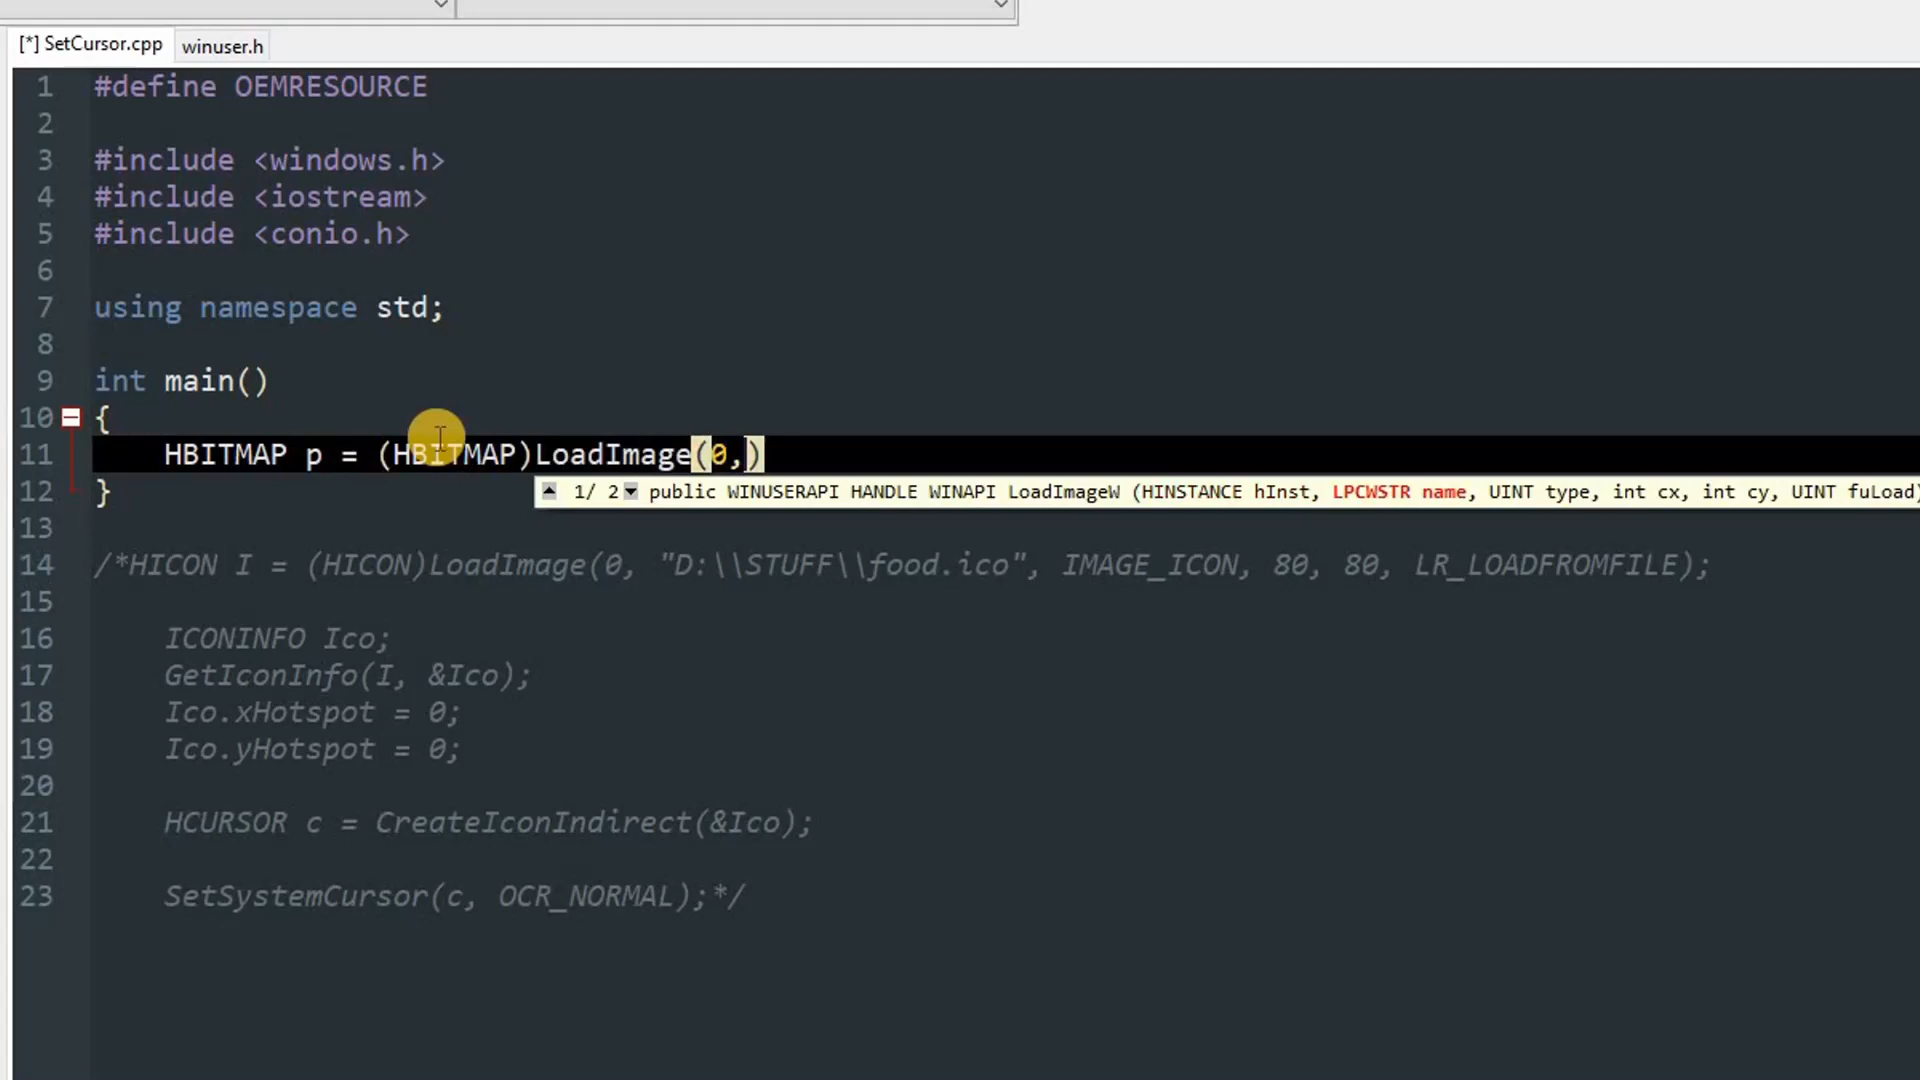 [*] SetCursor.cpp winuser.h
1 #define OEMRESOURCE
2
3 #include <windows.h>
4 #include <iostream>
5 #include <conio.h>
6
7 using namespace std;
8
9 int main()
10 {
11 HBITMAP p = (HBITMAP)LoadImage(0,)
1/ 2 public WINUSERAPI HANDLE WINAPI LoadImageW (HINSTANCE hInst, LPCWSTR name, UINT type, int cx, int cy, UINT fuLoad)
12 }
13
14 /*HICON I = (HICON)LoadImage(0, "D:\\STUFF\\food.ico", IMAGE_ICON, 80, 80, LR_LOADFROMFILE);
15
16 ICONINFO Ico;
17 GetIconInfo(I, &Ico);
18 Ico.xHotspot = 0;
19 Ico.yHotspot = 0;
20
21 HCURSOR c = CreateIconIndirect(&Ico);
22
23 SetSystemCursor(c, OCR_NORMAL);*/